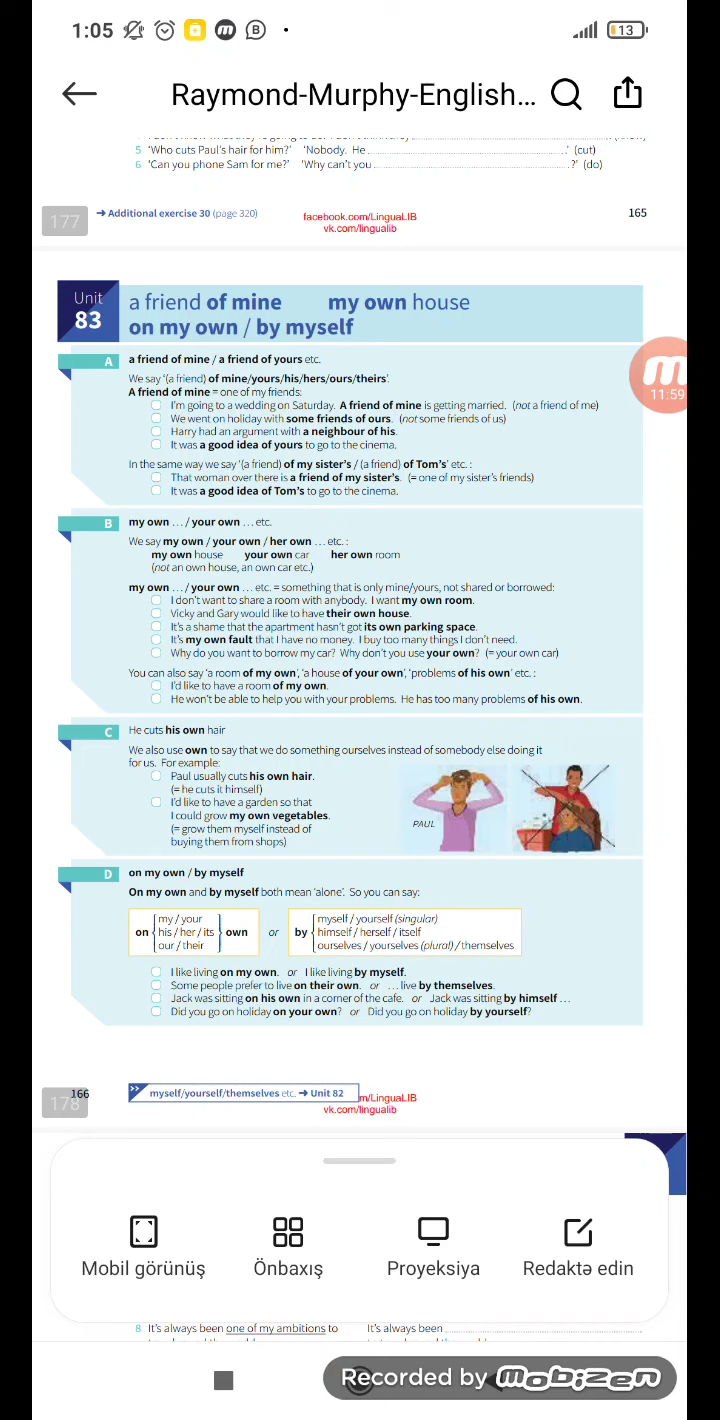 1:05
13
Raymond-Murphy-English...
5 ‘Who cuts Paul’s hair for him?’ ‘Nobody. He .’ (cut)
6 ‘Can you phone Sam for me?’ ‘Why can’t you ?’ (do)
177
➜ Additional exercise 30 (page 320)
facebook.com/LinguaLIB
vk.com/lingualib
165
Unit
83
a friend of mine my own house
on my own / by myself
11:59
A a friend of mine / a friend of yours etc.
We say ‘(a friend) of mine/yours/his/hers/ours/theirs’.
A friend of mine = one of my friends:
I’m going to a wedding on Saturday. A friend of mine is getting married. (not a friend of me)
We went on holiday with some friends of ours. (not some friends of us)
Harry had an argument with a neighbour of his.
It was a good idea of yours to go to the cinema.
In the same way we say ‘(a friend) of my sister’s / (a friend) of Tom’s’ etc. :
That woman over there is a friend of my sister’s. (= one of my sister’s friends)
It was a good idea of Tom’s to go to the cinema.
B my own … / your own … etc.
We say my own / your own / her own … etc. :
my own house your own car her own room
(not an own house, an own car etc.)
my own … / your own … etc. = something that is only mine/yours, not shared or borrowed:
I don’t want to share a room with anybody. I want my own room.
Vicky and Gary would like to have their own house.
It’s a shame that the apartment hasn’t got its own parking space.
It’s my own fault that I have no money. I buy too many things I don’t need.
Why do you want to borrow my car? Why don’t you use your own? (= your own car)
You can also say ‘a room of my own’, ‘a house of your own’, ‘problems of his own’ etc. :
I’d like to have a room of my own.
He won’t be able to help you with your problems. He has too many problems of his own.
C He cuts his own hair
We also use own to say that we do something ourselves instead of somebody else doing it
for us. For example:
Paul usually cuts his own hair.
(= he cuts it himself)
I’d like to have a garden so that
I could grow my own vegetables.
(= grow them myself instead of
buying them from shops)
PAUL
D on my own / by myself
On my own and by myself both mean ‘alone’. So you can say:
my / your
on his / her / its own
our / their
or
myself / yourself (singular)
by himself / herself / itself
ourselves / yourselves (plural) / themselves
I like living on my own. or I like living by myself.
Some people prefer to live on their own. or … live by themselves.
Jack was sitting on his own in a corner of the cafe. or Jack was sitting by himself …
Did you go on holiday on your own? or Did you go on holiday by yourself?
178
166
myself/yourself/themselves etc. ➜ Unit 82
m/LinguaLIB
vk.com/lingualib
Mobil görünüş
Önbaxış
Proyeksiya
Redaktə edin
8 It’s always been one of my ambitions to It’s always been
Recorded by mobizen